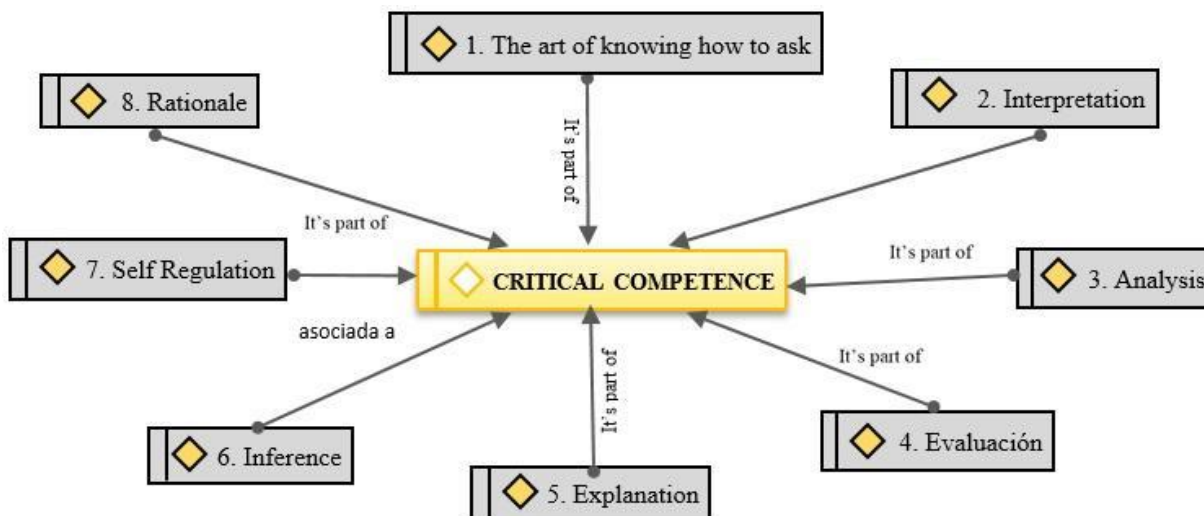 1. The art of knowing how to ask
8. Rationale
2. Interpretation
It's part of
It's part of
7. Self Regulation
CRITICAL COMPETENCE
It's part of
3. Analysis
asociada a
It's part of
It's part of
6. Inference
4. Evaluación
5. Explanation